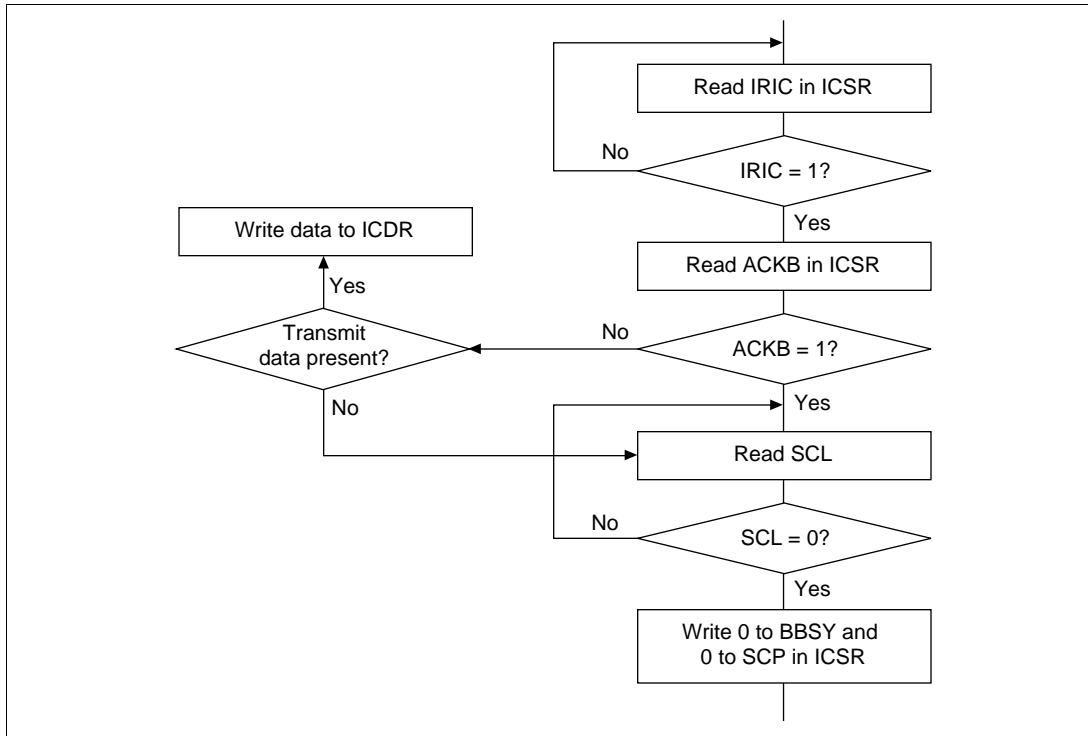 Read IRIC in ICSR
No
IRIC = 1?
Yes
Write data to ICDR
Read ACKB in ICSR
Yes
Transmit
data present?
No
ACKB = 1?
Yes
No
Read SCL
No
SCL = 0?
Yes
Write 0 to BBSY and
0 to SCP in ICSR